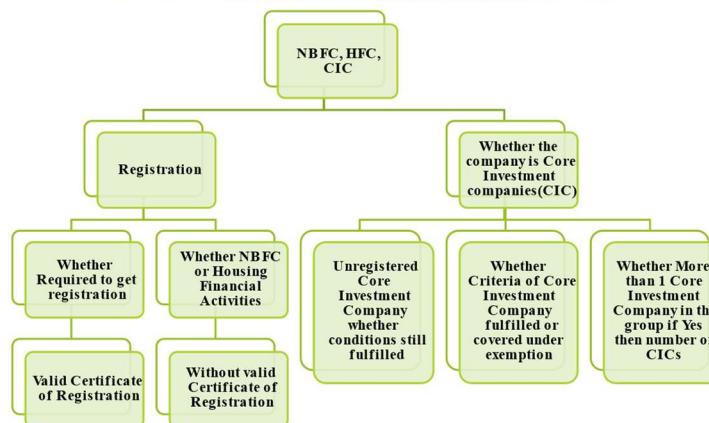 NBFC, HFC,
CIC
Registration
Whether the
company is Core
Investment
companies(CIC)
Whether
Required to get
registration
Whether NBFC
or Housing
Financial
Activities
Unregistered
Core
Investment
Company
whether
conditions still
fulfilled
Whether
Criteria of Core
Investment
Company
fulfilled or
covered under
exemption
Whether More
than 1 Core
Investment
Company in the
group if Yes
then number of
CICs
Valid Certificate
of Registration
Without valid
Certificate of
Registration